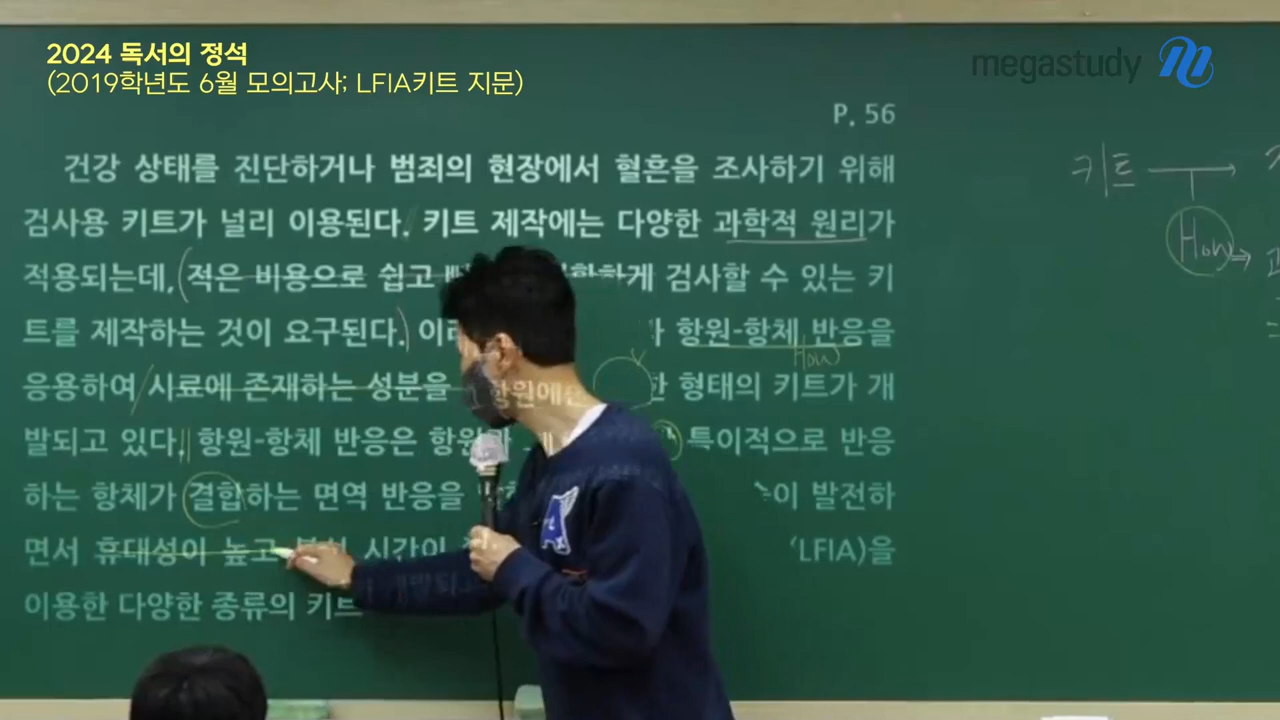 2024 독서의 정석
(2019학년도 6월 모의고사; LFIA키트 지문)
megastudy
P. 56
건강 상태를 진단하거나 범죄의 현장에서 혈흔을 조사하기 위해
검사용 키트가 널리 이용된다. 키트 제작에는 다양한 과학적 원리가
적용되는데, 적은 비용으로 쉽고 하게 검사할 수 있는 키
트를 제작하는 것이 요구된다. 항원-항체 반응을
응용하여 시료에 존재하는 성분을 형태의 키트가 개
발되고 있다. 항원-항체 반응은 특이적으로 반응
하는 항체가 결합하는 면역 반응을 발전하
면서 휴대성이 높고 분석 시간이 LFIA)을
이용한 다양한 종류의 키트
키트
How
How